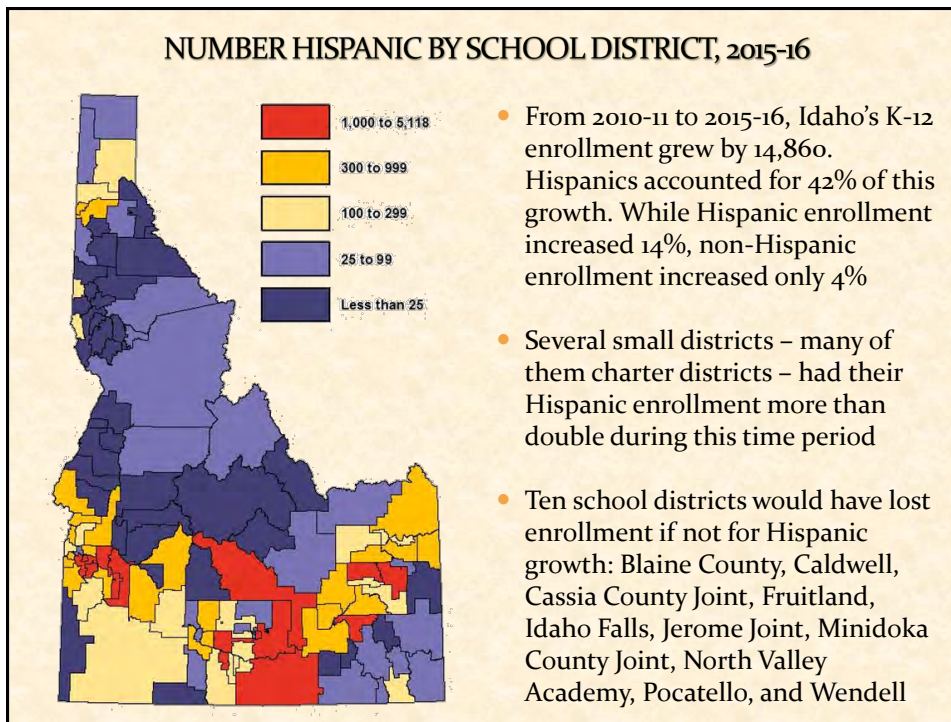 NUMBER HISPANIC BY SCHOOL DISTRICT, 2015-16
1,000 to 5,118
300 to 999
100 to 299
25 to 99
Less than 25
• From 2010-11 to 2015-16, Idaho's K-12
enrollment grew by 14,860.
Hispanics accounted for 42% of this
growth. While Hispanic enrollment
increased 14%, non-Hispanic
enrollment increased only 4%
• Several small districts – many of
them charter districts – had their
Hispanic enrollment more than
double during this time period
• Ten school districts would have lost
enrollment if not for Hispanic
growth: Blaine County, Caldwell,
Cassia County Joint, Fruitland,
Idaho Falls, Jerome Joint, Minidoka
County Joint, North Valley
Academy, Pocatello, and Wendell